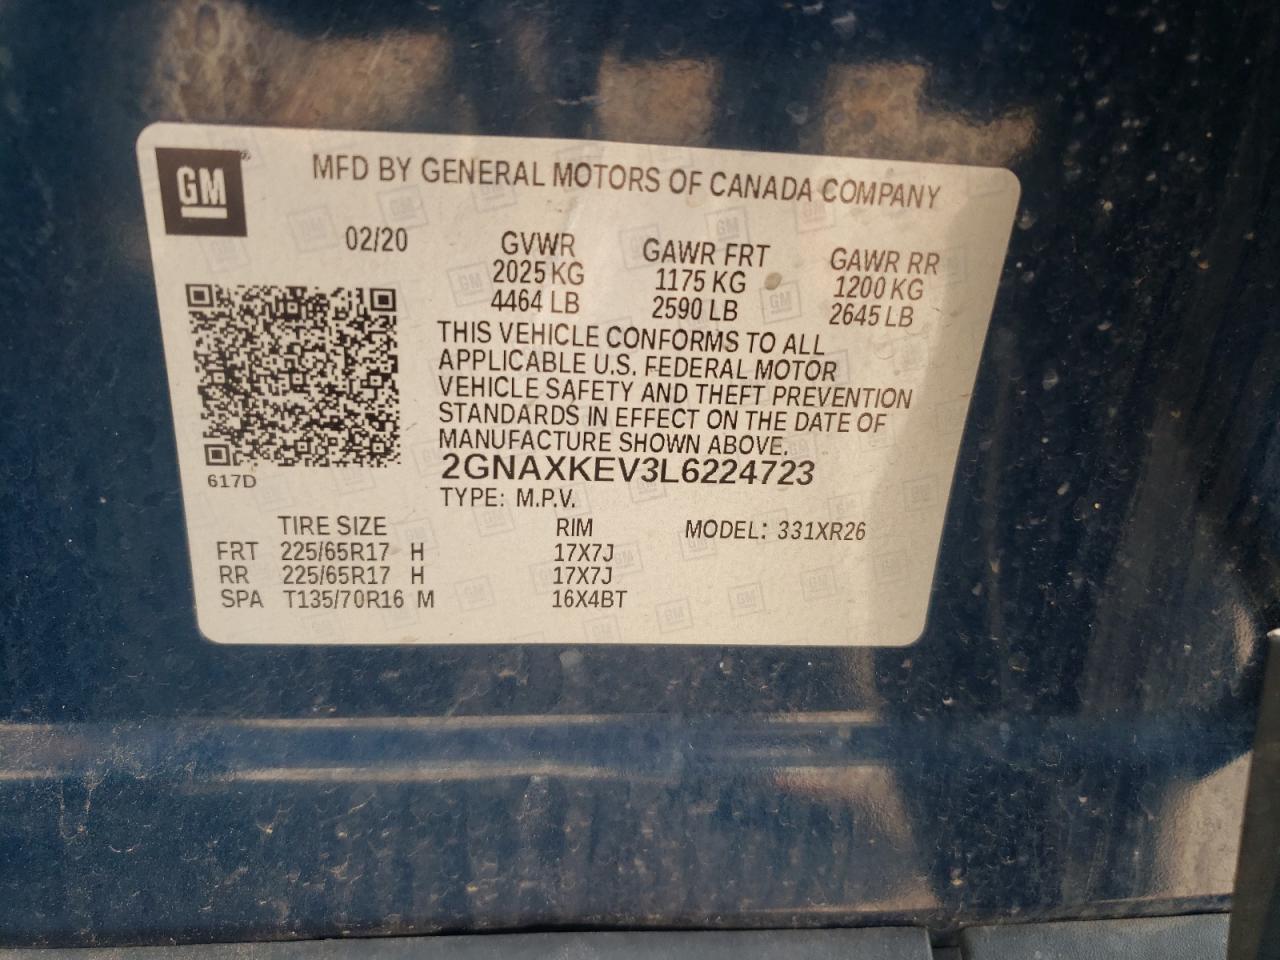 GM
MFD BY GENERAL MOTORS OF CANADA COMPANY
02/20
GVWR GAWR FRT GAWR RR
2025 KG 1175 KG 1200 KG
4464 LB 2590 LB 2645 LB
THIS VEHICLE CONFORMS TO ALL
APPLICABLE U.S. FEDERAL MOTOR
VEHICLE SAFETY AND THEFT PREVENTION
STANDARDS IN EFFECT ON THE DATE OF
MANUFACTURE SHOWN ABOVE.
2GNAXKEV3L6224723
617D
TYPE: M.P.V.
TIRE SIZE RIM MODEL: 331XR26
FRT 225/65R17 H 17X7J
RR 225/65R17 H 17X7J
SPA T135/70R16 M 16X4BT